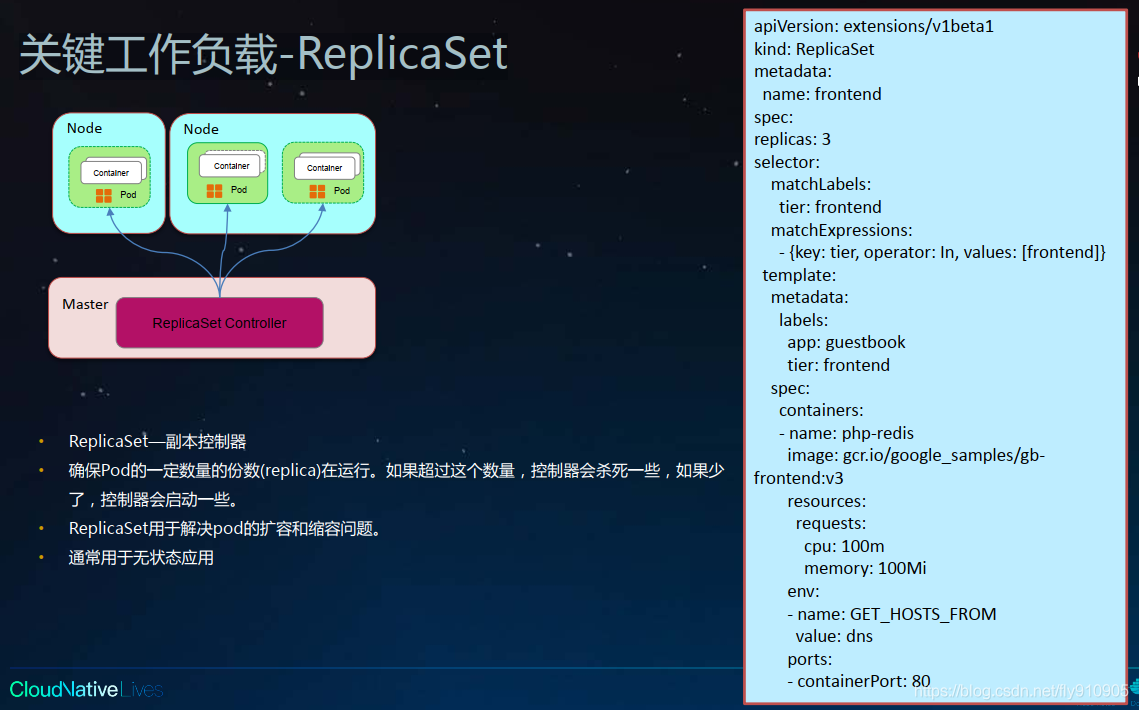 关键工作负载-ReplicaSet
Node
Container
Pod
Node
Container
Pod
Container
Pod
Master
ReplicaSet Controller
• ReplicaSet—副本控制器
• 确保Pod的一定数量的份数(replica)在运行。如果超过这个数量，控制器会杀死一些，如果少
了，控制器会启动一些。
• ReplicaSet用于解决pod的扩容和缩容问题。
• 通常用于无状态应用
apiVersion: extensions/v1beta1
kind: ReplicaSet
metadata:
  name: frontend
spec:
replicas: 3
selector:
    matchLabels:
      tier: frontend
    matchExpressions:
      - {key: tier, operator: In, values: [frontend]}
  template:
    metadata:
      labels:
        app: guestbook
        tier: frontend
    spec:
      containers:
      - name: php-redis
        image: gcr.io/google_samples/gb-
frontend:v3
        resources:
          requests:
            cpu: 100m
            memory: 100Mi
        env:
        - name: GET_HOSTS_FROM
          value: dns
        ports:
        - containerPort: 80
CloudNative Lives
https://blog.csdn.net/fly910905